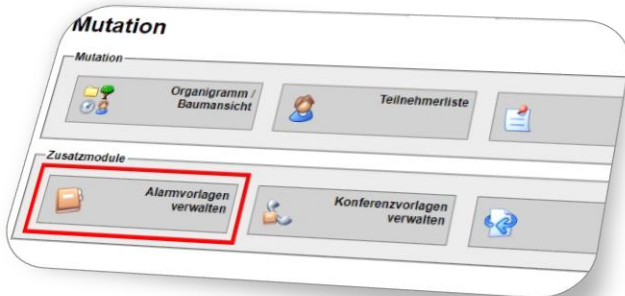 Mutation
Mutation
Organigramm /
Baumansicht
Teilnehmerliste
Zusatzmodule
Alarmvorlagen
verwalten
Konferenzvorlagen
verwalten